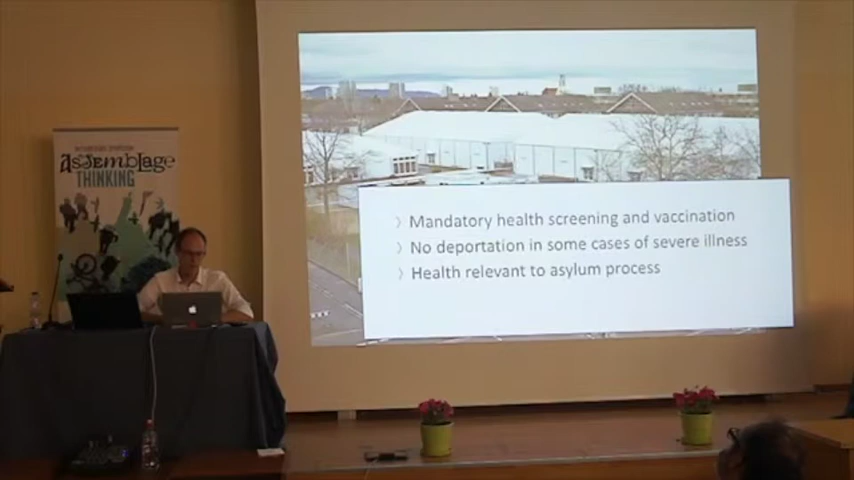 AsSEMBLAGE
THINKING
〉 Mandatory health screening and vaccination
〉 No deportation in some cases of severe illness
〉 Health relevant to asylum process